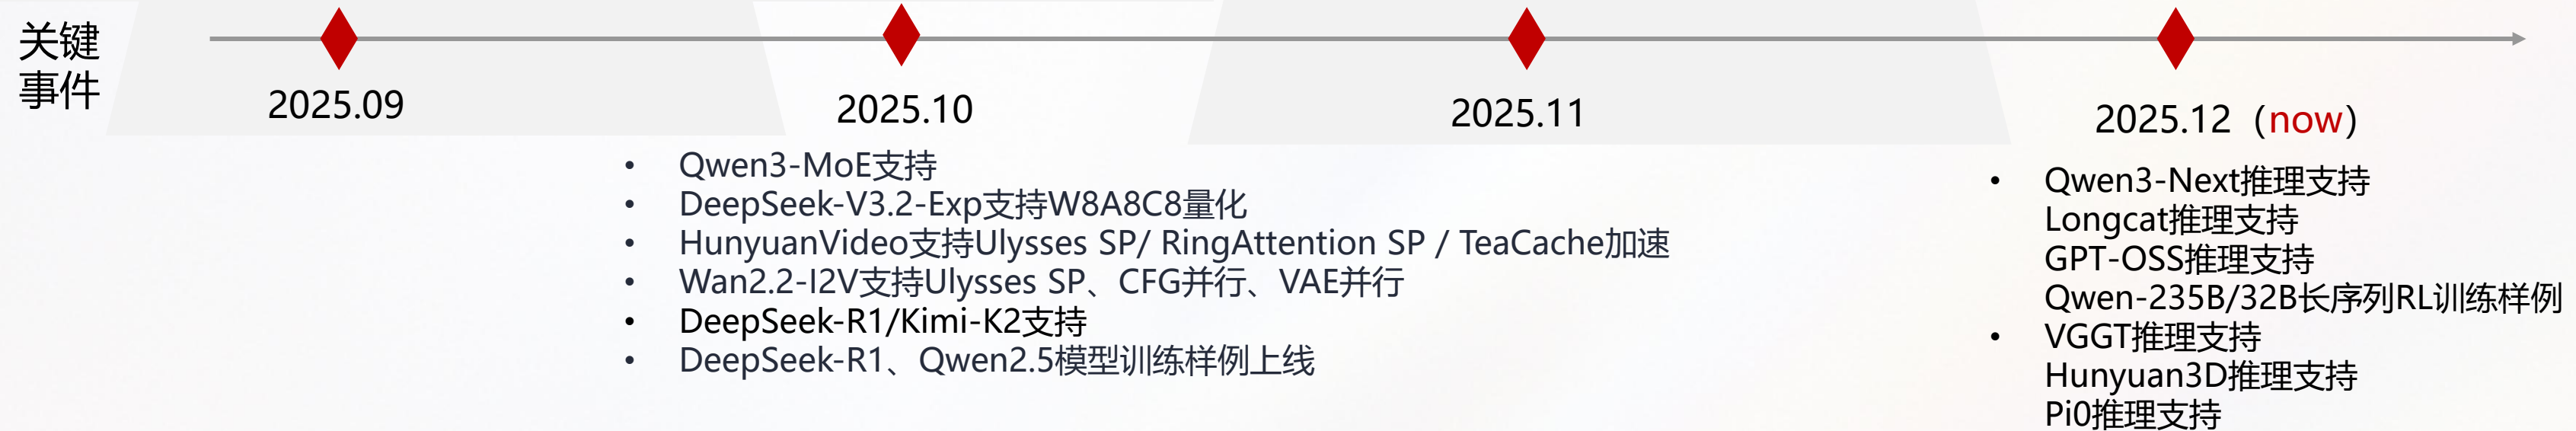 关键
事件
2025.09
2025.10
2025.11
2025.12（now）
• Qwen3-MoE支持
• DeepSeek-V3.2-Exp支持W8A8C8量化
• HunyuanVideo支持Ulysses SP/ RingAttention SP / TeaCache加速
• Wan2.2-I2V支持Ulysses SP、CFG并行、VAE并行
• DeepSeek-R1/Kimi-K2支持
• DeepSeek-R1、Qwen2.5模型训练样例上线
• Qwen3-Next推理支持
Longcat推理支持
GPT-OSS推理支持
Qwen-235B/32B长序列RL训练样例
• VGGT推理支持
Hunyuan3D推理支持
Pi0推理支持